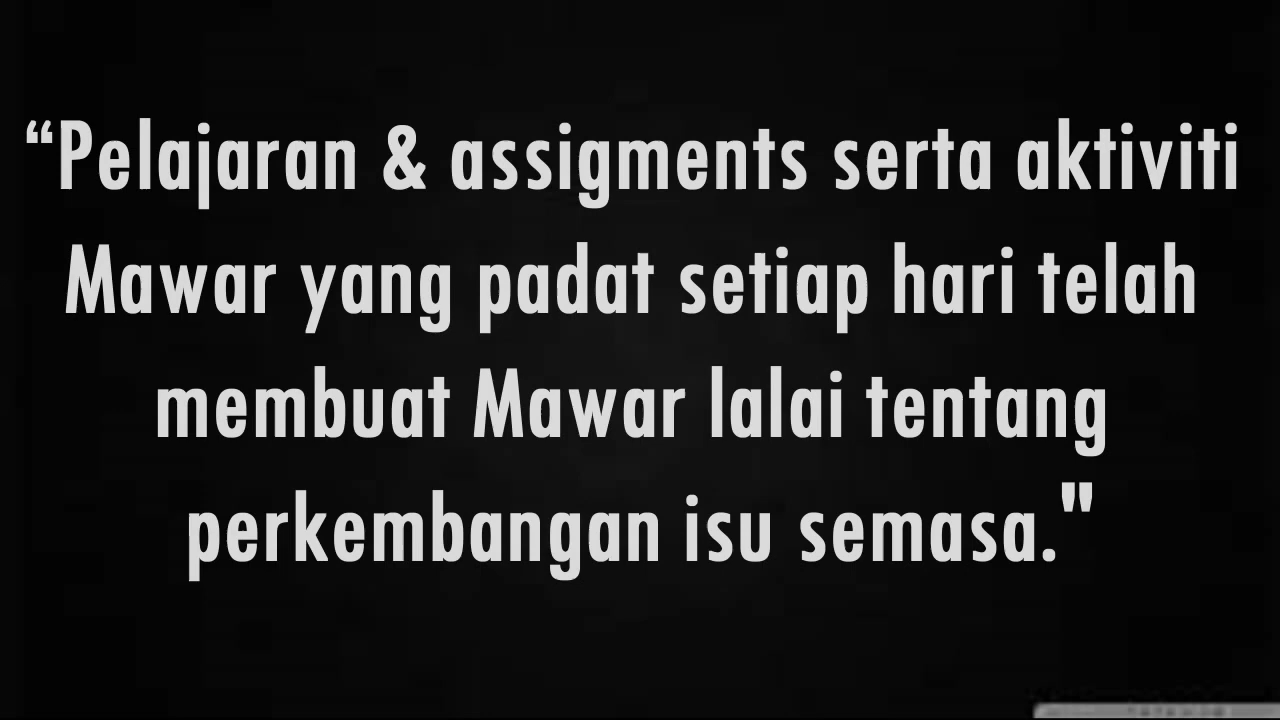 “Pelajaran & assigments serta aktiviti
Mawar yang padat setiap hari telah
membuat Mawar lalai tentang
perkembangan isu semasa."